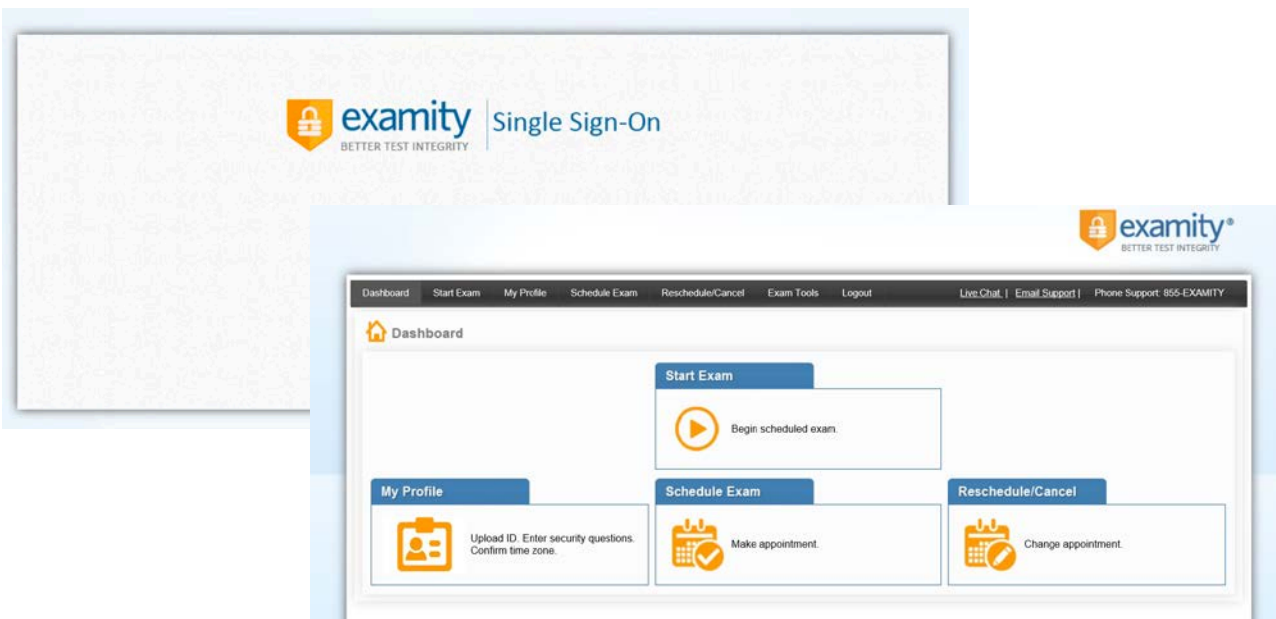 examity
BETTER TEST INTEGRITY
Single Sign-On
examity®
BETTER TEST INTEGRITY
Dashboard Start Exam My Profile Schedule Exam Reschedule/Cancel Exam Tools Logout Live Chat | Email Support | Phone Support: 855-EXAMITY
Dashboard
Start Exam
Begin scheduled exam.
My Profile
Upload ID. Enter security questions.
Confirm time zone.
Schedule Exam
Make appointment.
Reschedule/Cancel
Change appointment.